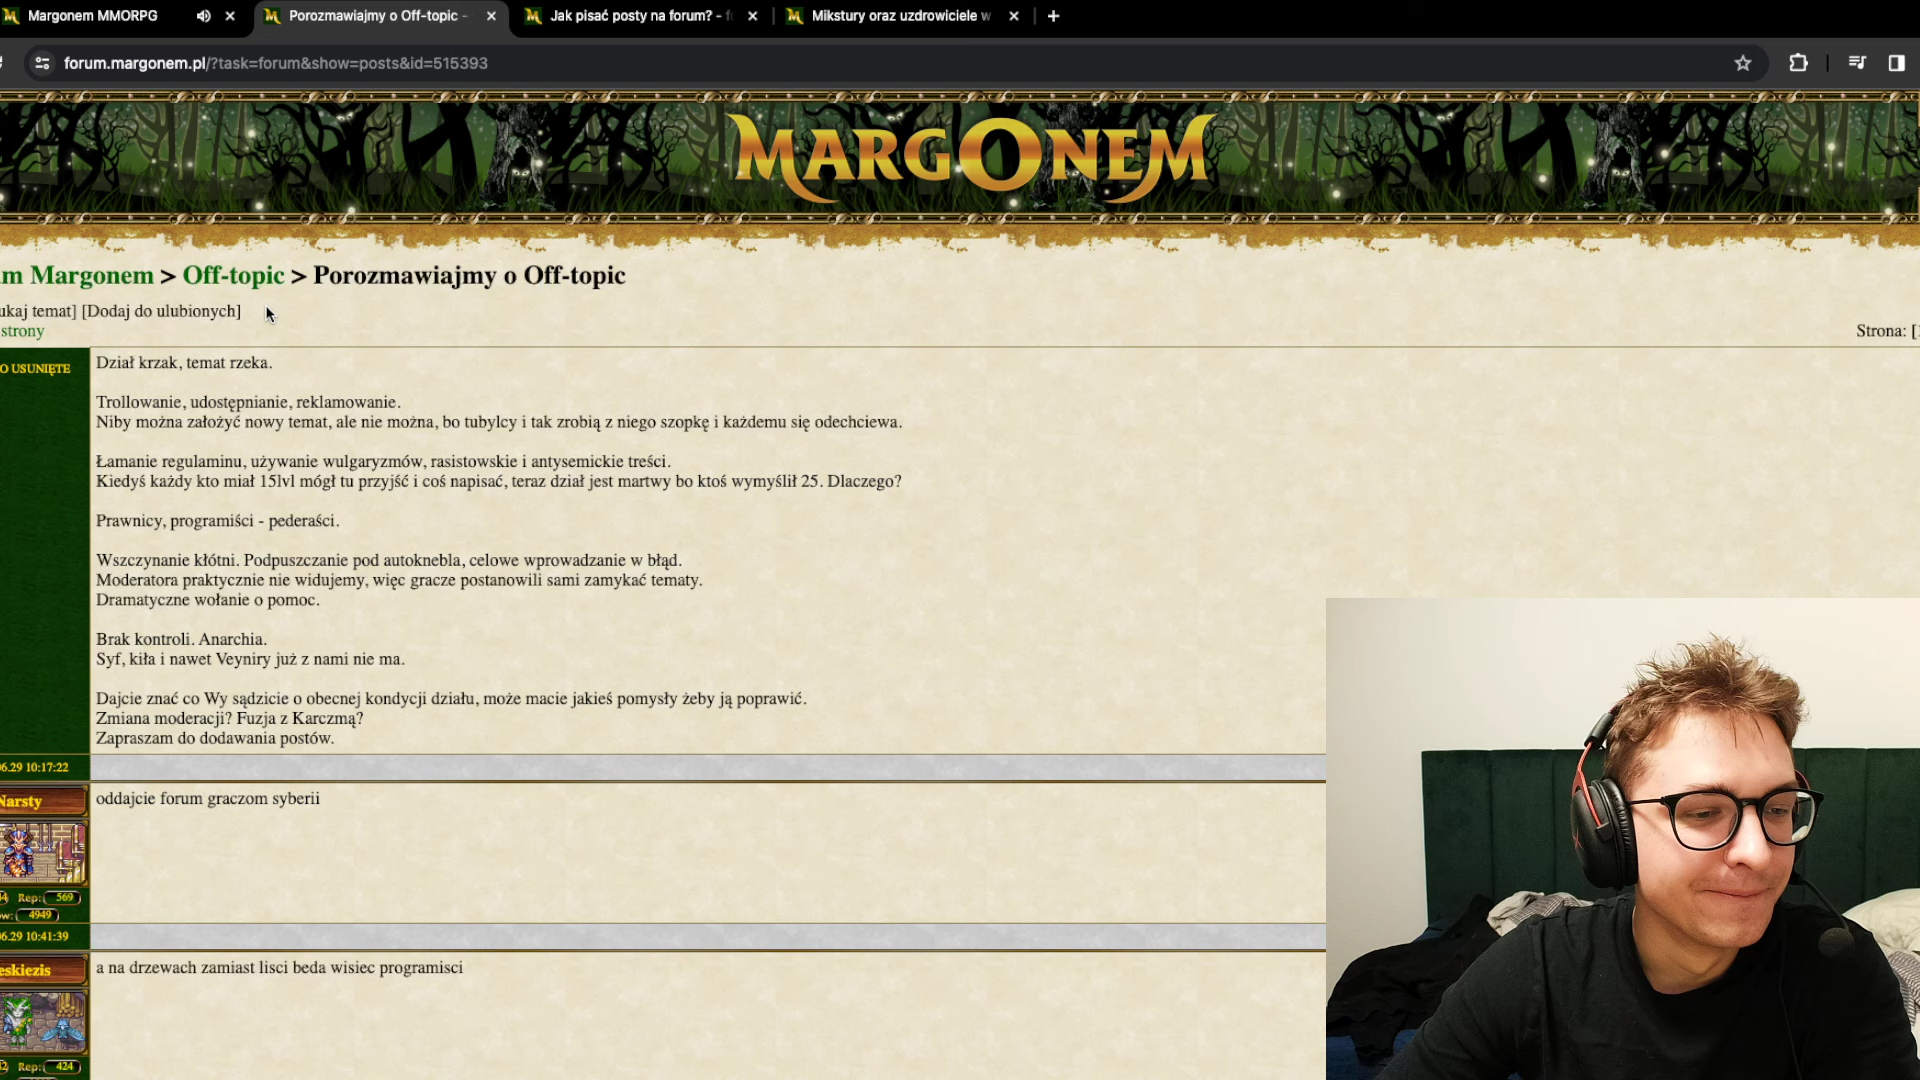 Margonem MMORPG
Porozmawiajmy o Off-topic -
Jak pisać posty na forum? -
Mikstury oraz uzdrowiciele w
forum.margonem.pl/?task=forum&show=posts&id=515393
MARGONEM
m Margonem > Off-topic > Porozmawiajmy o Off-topic
ukaj temat] [Dodaj do ulubionych]
strony
Strona: [
O USUNIĘTE
Dział krzak, temat rzeka.
Trollowanie, udostępnianie, reklamowanie.
Niby można założyć nowy temat, ale nie można, bo tubylcy i tak zrobią z niego szopkę i każdemu się odechciewa.
Łamanie regulaminu, używanie wulgaryzmów, rasistowskie i antysemickie treści.
Kiedyś każdy kto miał 15lvl mógł tu przyjść i coś napisać, teraz dział jest martwy bo ktoś wymyślił 25. Dlaczego?
Prawnicy, programiści - pederaści.
Wszczynanie kłótni. Podpuszczanie pod autoknebla, celowe wprowadzanie w błąd.
Moderatora praktycznie nie widujemy, więc gracze postanowili sami zamykać tematy.
Dramatyczne wołanie o pomoc.
Brak kontroli. Anarchia.
Syf, kiła i nawet Veyniry już z nami nie ma.
Dajcie znać co Wy sądzicie o obecnej kondycji działu, może macie jakieś pomysły żeby ją poprawić.
Zmiana moderacji? Fuzja z Karczmą?
Zapraszam do dodawania postów.
06.29 10:17:22
Narsty
oddajcie forum graczom syberii
Rep: 569
ow: 4949
06.29 10:41:39
eskiezis
a na drzewach zamiast lisci beda wisiec programisci
Rep: 424